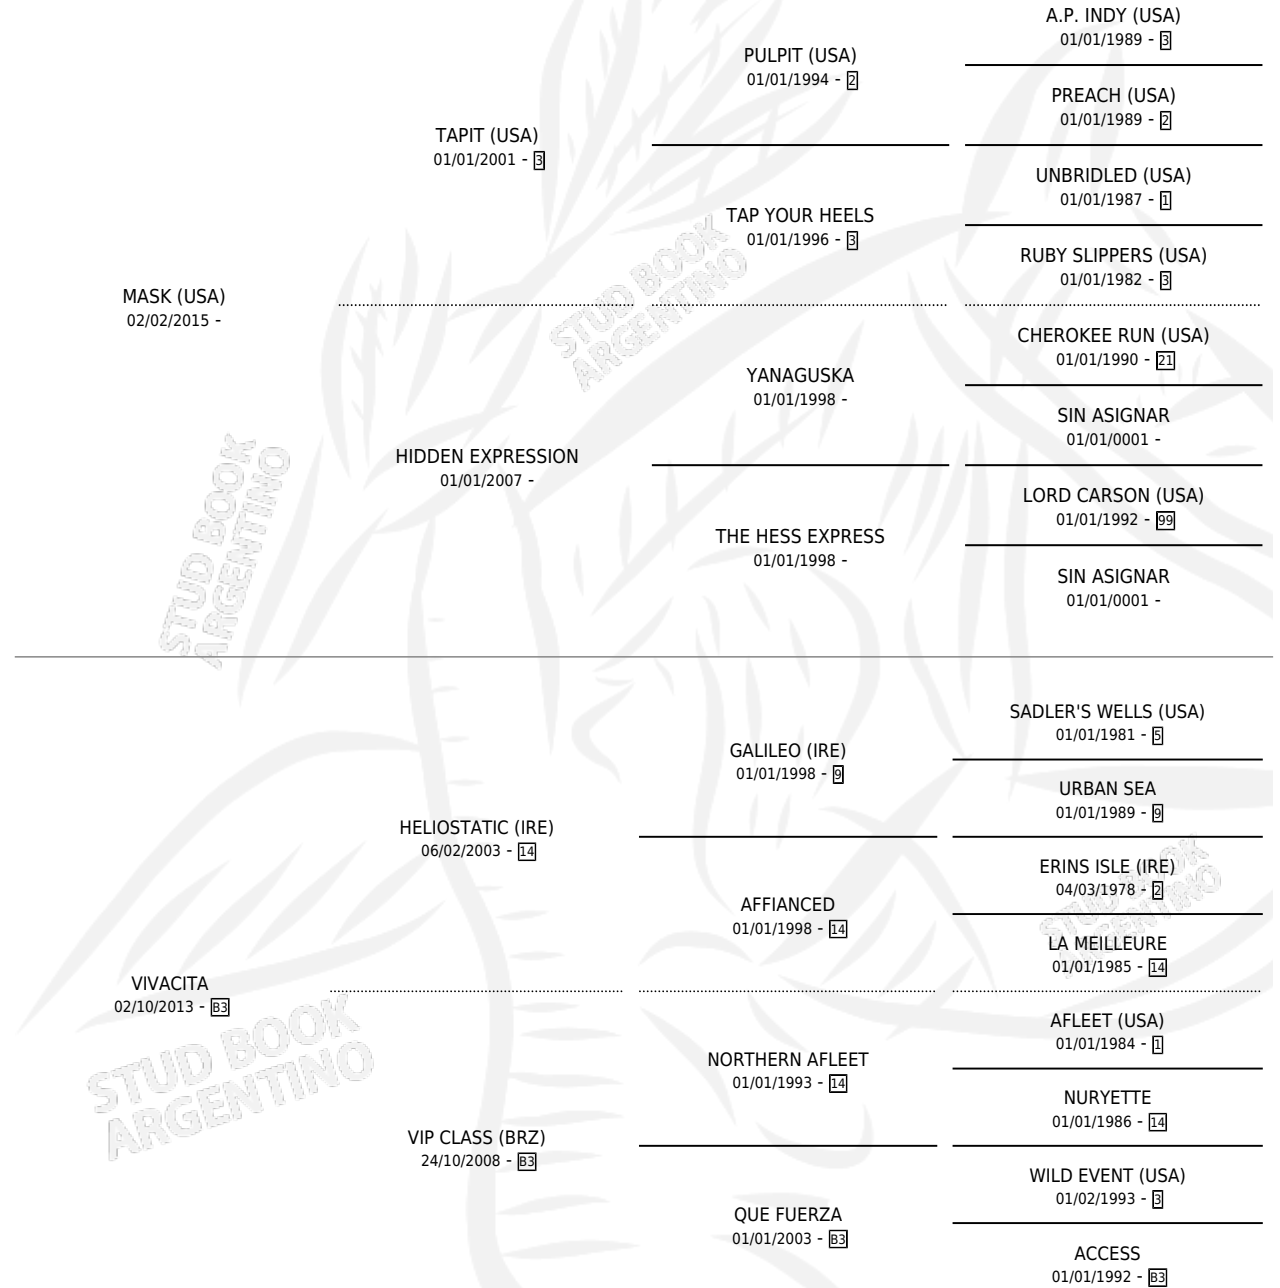 A.P. INDY (USA)
01/01/1989 - 3
PULPIT (USA)
01/01/1994 - 2
PREACH (USA)
01/01/1989 - 2
TAPIT (USA)
01/01/2001 - 3
UNBRIDLED (USA)
01/01/1987 - 1
TAP YOUR HEELS
01/01/1996 - 3
RUBY SLIPPERS (USA)
01/01/1982 - 3
MASK (USA)
02/02/2015 -
CHEROKEE RUN (USA)
01/01/1990 - 21
YANAGUSKA
01/01/1998 -
SIN ASIGNAR
01/01/0001 -
HIDDEN EXPRESSION
01/01/2007 -
LORD CARSON (USA)
01/01/1992 - 99
THE HESS EXPRESS
01/01/1998 -
SIN ASIGNAR
01/01/0001 -
SADLER'S WELLS (USA)
01/01/1981 - 5
GALILEO (IRE)
01/01/1998 - 9
URBAN SEA
01/01/1989 - 9
HELIOSTATIC (IRE)
06/02/2003 - 14
ERINS ISLE (IRE)
04/03/1978 - 2
AFFIANCED
01/01/1998 - 14
LA MEILLEURE
01/01/1985 - 14
VIVACITA
02/10/2013 - B3
AFLEET (USA)
01/01/1984 - 1
NORTHERN AFLEET
01/01/1993 - 14
NURYETTE
01/01/1986 - 14
VIP CLASS (BRZ)
24/10/2008 - B3
WILD EVENT (USA)
01/02/1993 - 3
QUE FUERZA
01/01/2003 - B3
ACCESS
01/01/1992 - B3
STUD BOOK
ARGENTINO
STUD BOOK
ARGENTINO
STUD BOOK
ARGENTINO
STUD BOOK
ARGENTINO